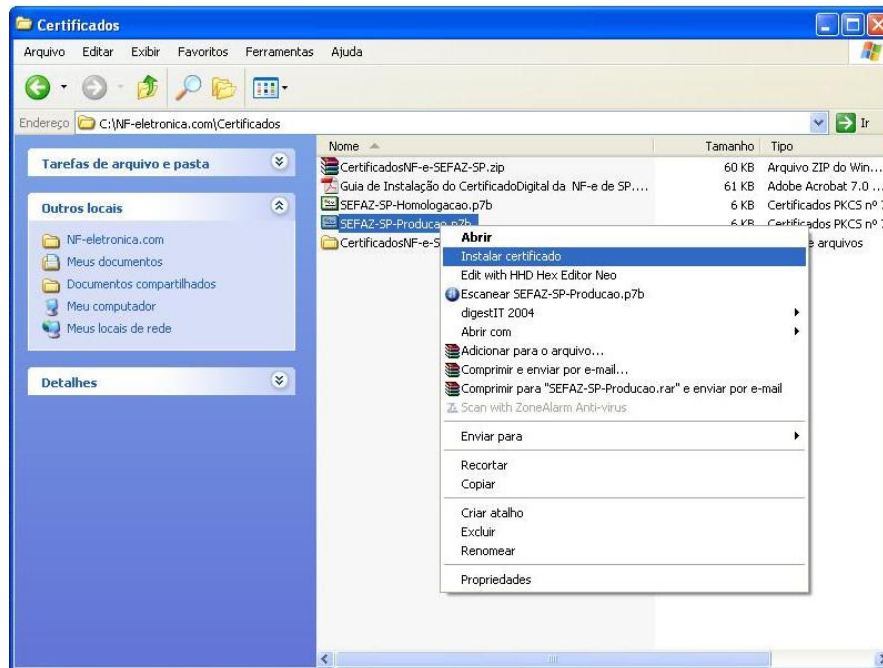 Certificados
Arquivo Editar Exibir Favoritos Ferramentas Ajuda
Endereço C:\NF-eletronica.com\Certificados Ir
Tarefas de arquivo e pasta
Outros locais
NF-eletronica.com
Meus documentos
Documentos compartilhados
Meu computador
Meus locais de rede
Detalhes
Nome Tamanho Tipo
CertificadosNF-e-SEFAZ-SP.zip 60 KB Arquivo ZIP do Win...
Guia de Instalação do CertificadoDigital da NF-e de SP.... 61 KB Adobe Acrobat 7.0 ...
SEFAZ-SP-Homologacao.p7b 6 KB Certificados PKCS nº
SEFAZ-SP-Producao.p7b 6 KB Certificados PKCS nº
CertificadosNF-e-S e arquivos
Abrir
Instalar certificado
Edit with HHD Hex Editor Neo
Escanear SEFAZ-SP-Producao.p7b
digestIT 2004
Abrir com
Adicionar para o arquivo...
Comprimir e enviar por e-mail...
Comprimir para "SEFAZ-SP-Producao.rar" e enviar por e-mail
Scan with ZoneAlarm Anti-virus
Enviar para
Recortar
Copiar
Criar atalho
Excluir
Renomear
Propriedades